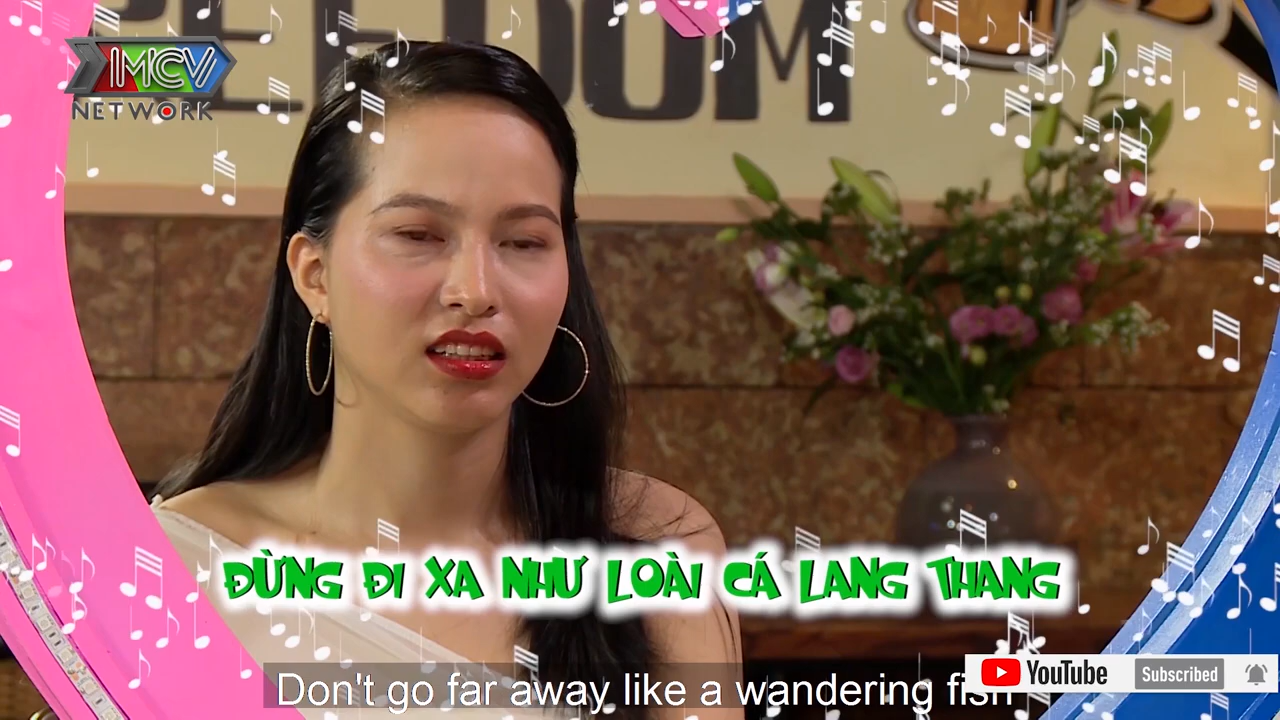 REEDOM
MCV
NETWORK
ĐỪNG ĐI XA NHƯ LOÀI CÁ LANG THANG
Don't go far away like a wandering fish
YouTube
Subscribed